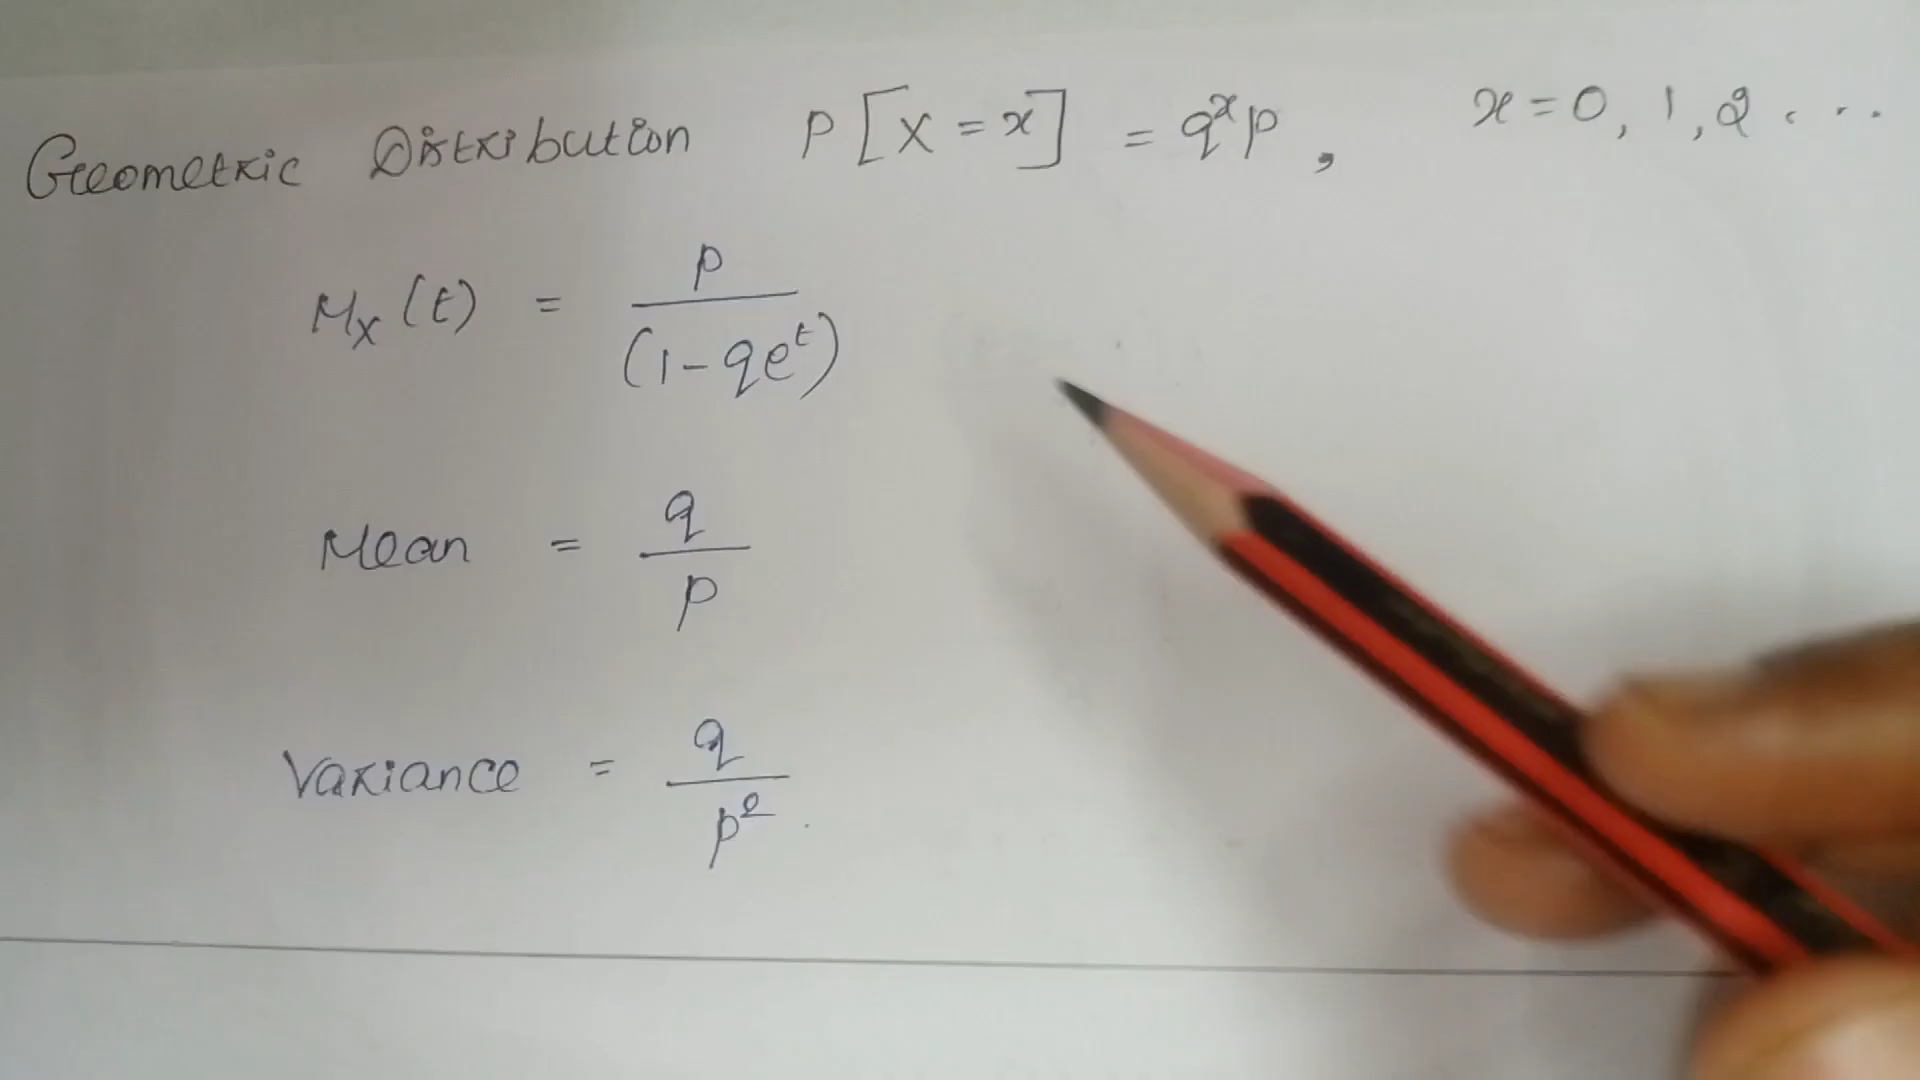 Geometric Distribution P[X = x] = q^x p, x = 0, 1, 2 . . .
M_X(t) = p / (1 - qe^t)
Mean = q / p
Variance = q / p^2.